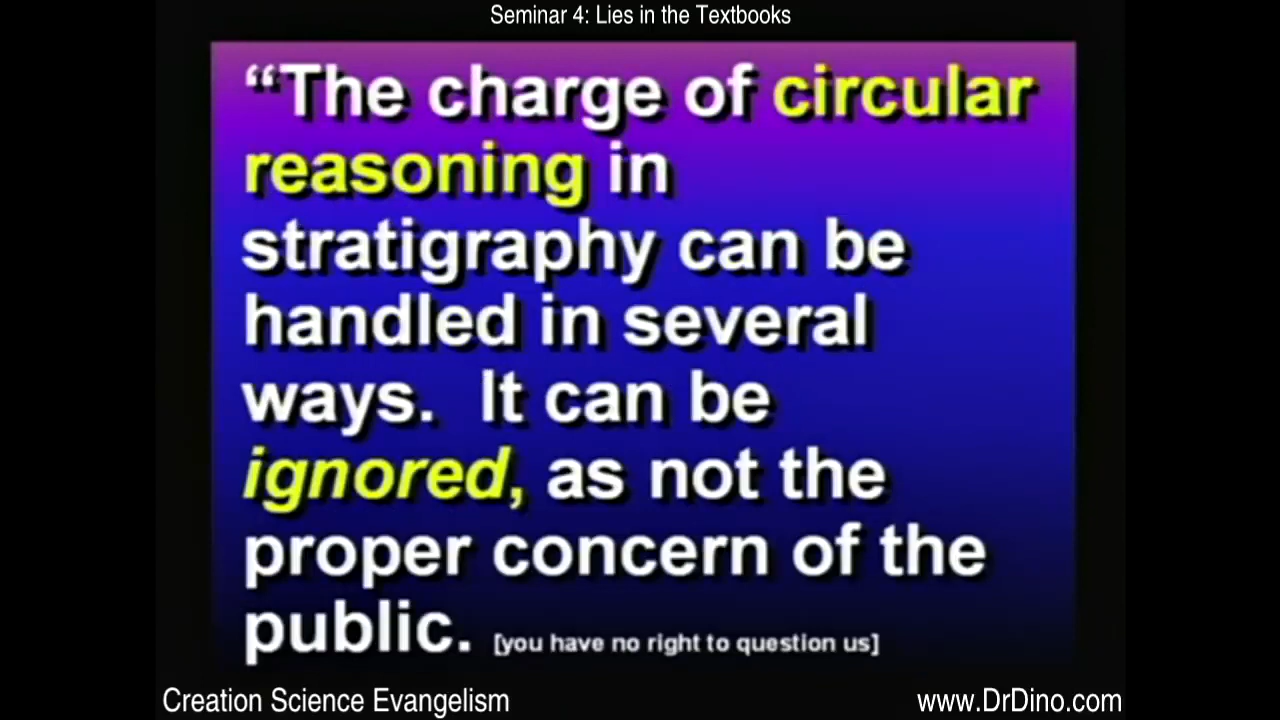 Seminar 4: Lies in the Textbooks
“The charge of circular
reasoning in
stratigraphy can be
handled in several
ways. It can be
ignored, as not the
proper concern of the
public. [you have no right to question us]
Creation Science Evangelism
www.DrDino.com